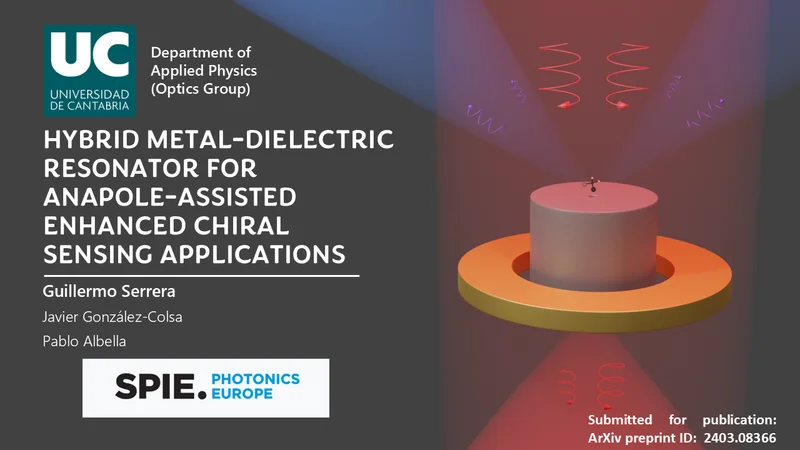 UC
UNIVERSIDAD
DE CANTABRIA
Department of
Applied Physics
(Optics Group)
HYBRID METAL-DIELECTRIC
RESONATOR FOR
ANAPOLE-ASSISTED
ENHANCED CHIRAL
SENSING APPLICATIONS
Guillermo Serrera
Javier González-Colsa
Pablo Albella
SPIE. PHOTONICS
EUROPE
Submitted for publication:
ArXiv preprint ID: 2403.08366